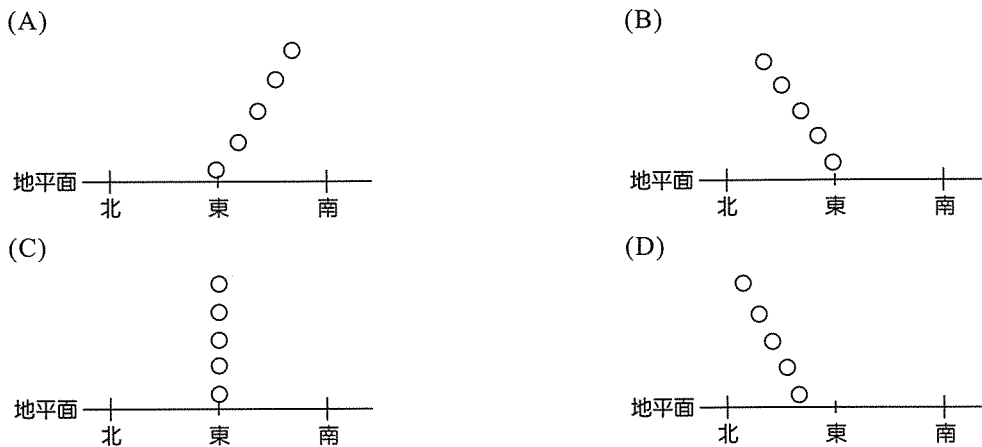 (A)
(B)
地平面
北 東 南
地平面
北 東 南
(C)
(D)
地平面
北 東 南
地平面
北 東 南